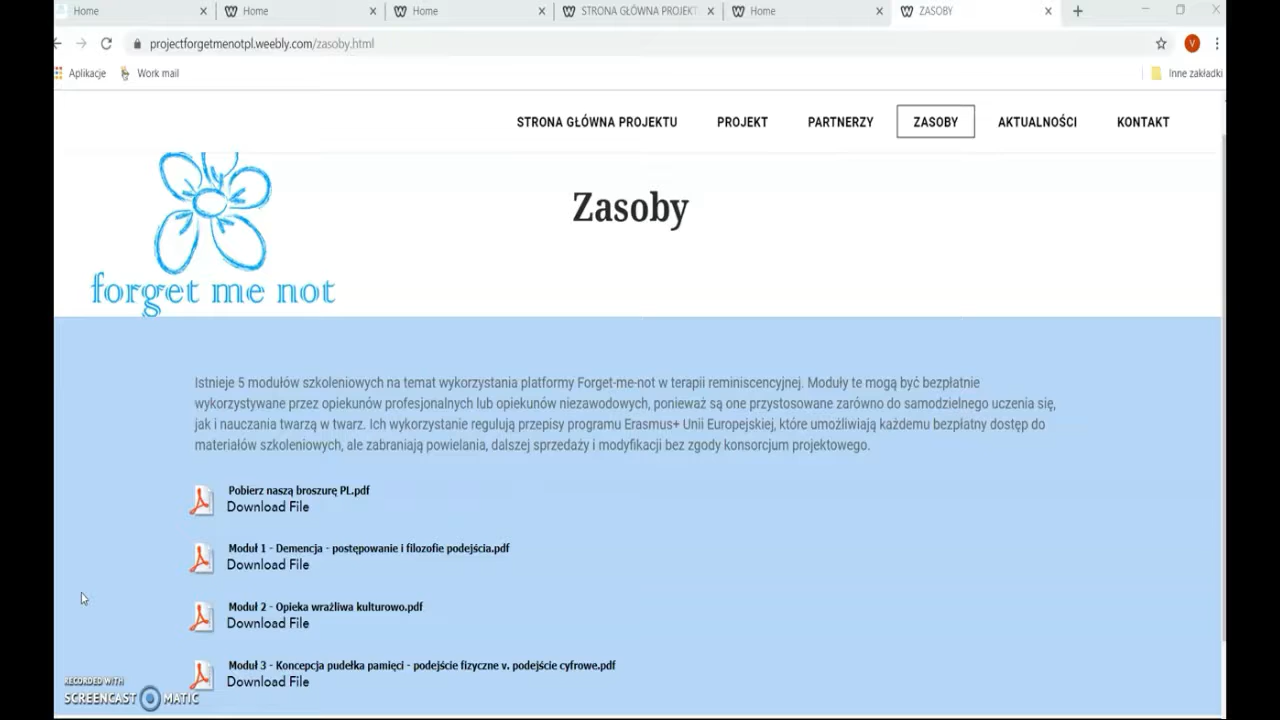 Home
Home
Home
STRONA GŁÓWNA PROJEKT
Home
ZASOBY
projectforgetmenotpl.weebly.com/zasoby.html
V
Aplikacje
Work mail
Inne zakładki
STRONA GŁÓWNA PROJEKTU
PROJEKT
PARTNERZY
ZASOBY
AKTUALNOŚCI
KONTAKT
forget me not
Zasoby
Istnieje 5 modułów szkoleniowych na temat wykorzystania platformy Forget-me-not w terapii reminiscencyjnej. Moduły te mogą być bezpłatnie
wykorzystywane przez opiekunów profesjonalnych lub opiekunów niezawodowych, ponieważ są one przystosowane zarówno do samodzielnego uczenia się,
jak i nauczania twarzą w twarz. Ich wykorzystanie regulują przepisy programu Erasmus+ Unii Europejskiej, które umożliwiają każdemu bezpłatny dostęp do
materiałów szkoleniowych, ale zabraniają powielania, dalszej sprzedaży i modyfikacji bez zgody konsorcjum projektowego.
Pobierz naszą broszurę PL.pdf
Download File
Moduł 1 - Demencja - postępowanie i filozofie podejścia.pdf
Download File
Moduł 2 - Opieka wrażliwa kulturowo.pdf
Download File
Moduł 3 - Koncepcja pudełka pamięci - podejście fizyczne v. podejście cyfrowe.pdf
Download File
RECORDED WITH
SCREENCAST MATIC